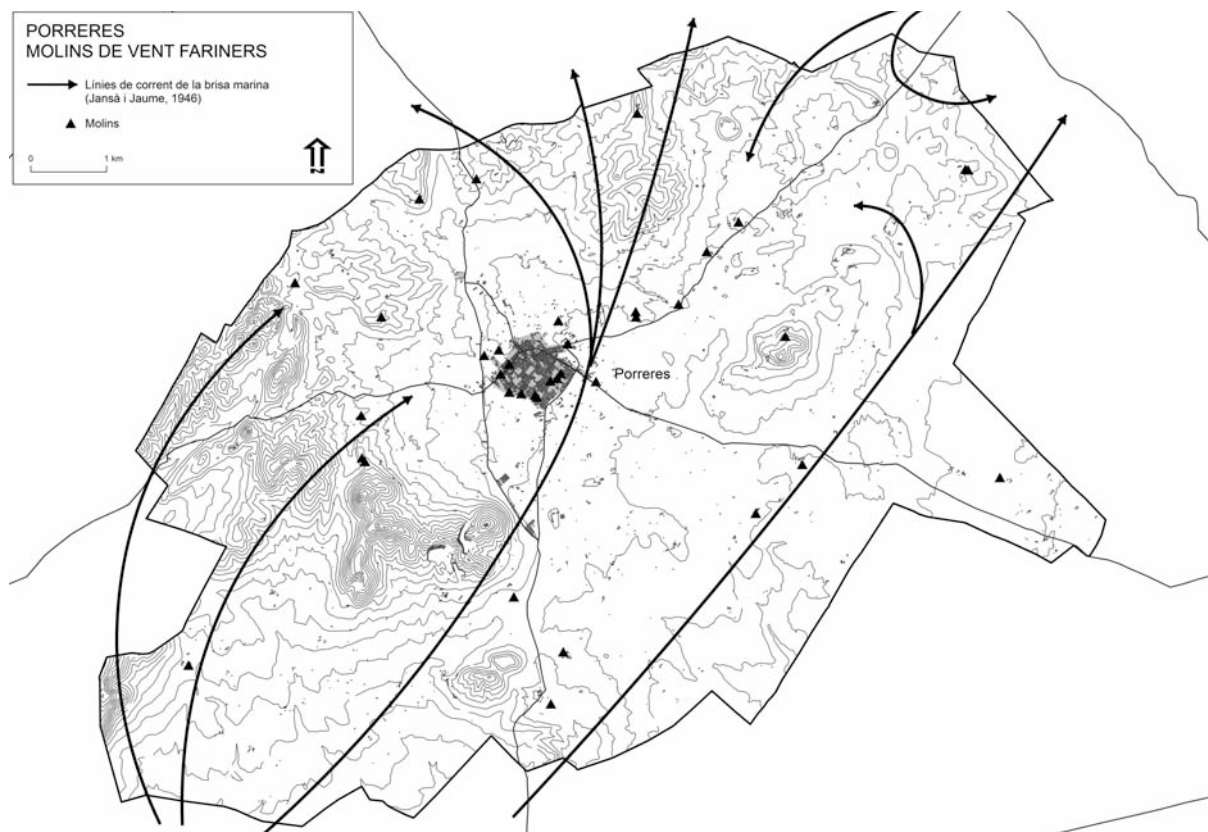 PORRERES
MOLINS DE VENT FARINERS
Línies de corrent de la brisa marina
(Jansà i Jaume, 1946)
Molins
0 1 km
N
Porreres